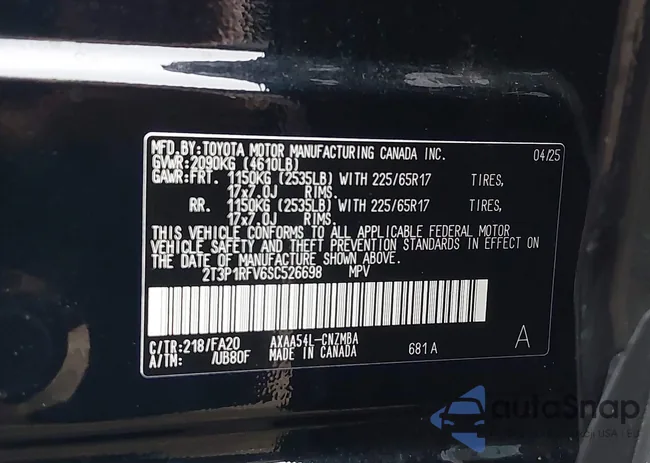 MFD.BY:TOYOTA MOTOR MANUFACTURING CANADA INC. 04/25
GVWR:2090KG (4610LB)
GAWR:FRT. 1150KG (2535LB) WITH 225/65R17 TIRES,
17x7.0J RIMS.
RR. 1150KG (2535LB) WITH 225/65R17 TIRES,
17x7.0J RIMS.
THIS VEHICLE CONFORMS TO ALL APPLICABLE FEDERAL MOTOR
VEHICLE SAFETY AND THEFT PREVENTION STANDARDS IN EFFECT ON
THE DATE OF MANUFACTURE SHOWN ABOVE.
2T3P1RFV6SC526698 MPV
C/TR:218/FA20 AXAA54L-CNZMBA A
A/TM: /UB80F MADE IN CANADA 681A
autoSnap
USA - EU